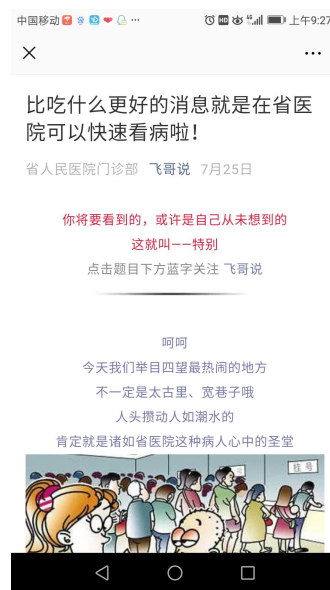 中国移动 ... 4G 上午9:27
比吃什么更好的消息就是在省医
院可以快速看病啦！
省人民医院门诊部 飞哥说 7月25日
你将要看到的，或许是自己从未想到的
这就叫——特别
点击题目下方蓝字关注 飞哥说
呵呵
今天我们举目四望最热闹的地方
不一定是太古里、宽巷子哦
人头攒动人如潮水的
肯定就是诸如省医院这种病人心中的圣堂
挂号